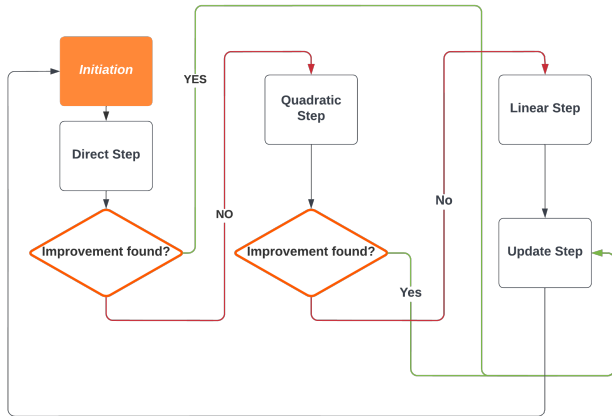 Initiation
YES
Direct Step
Improvement found?
NO
Quadratic
Step
Improvement found?
Yes
No
Linear Step
Update Step